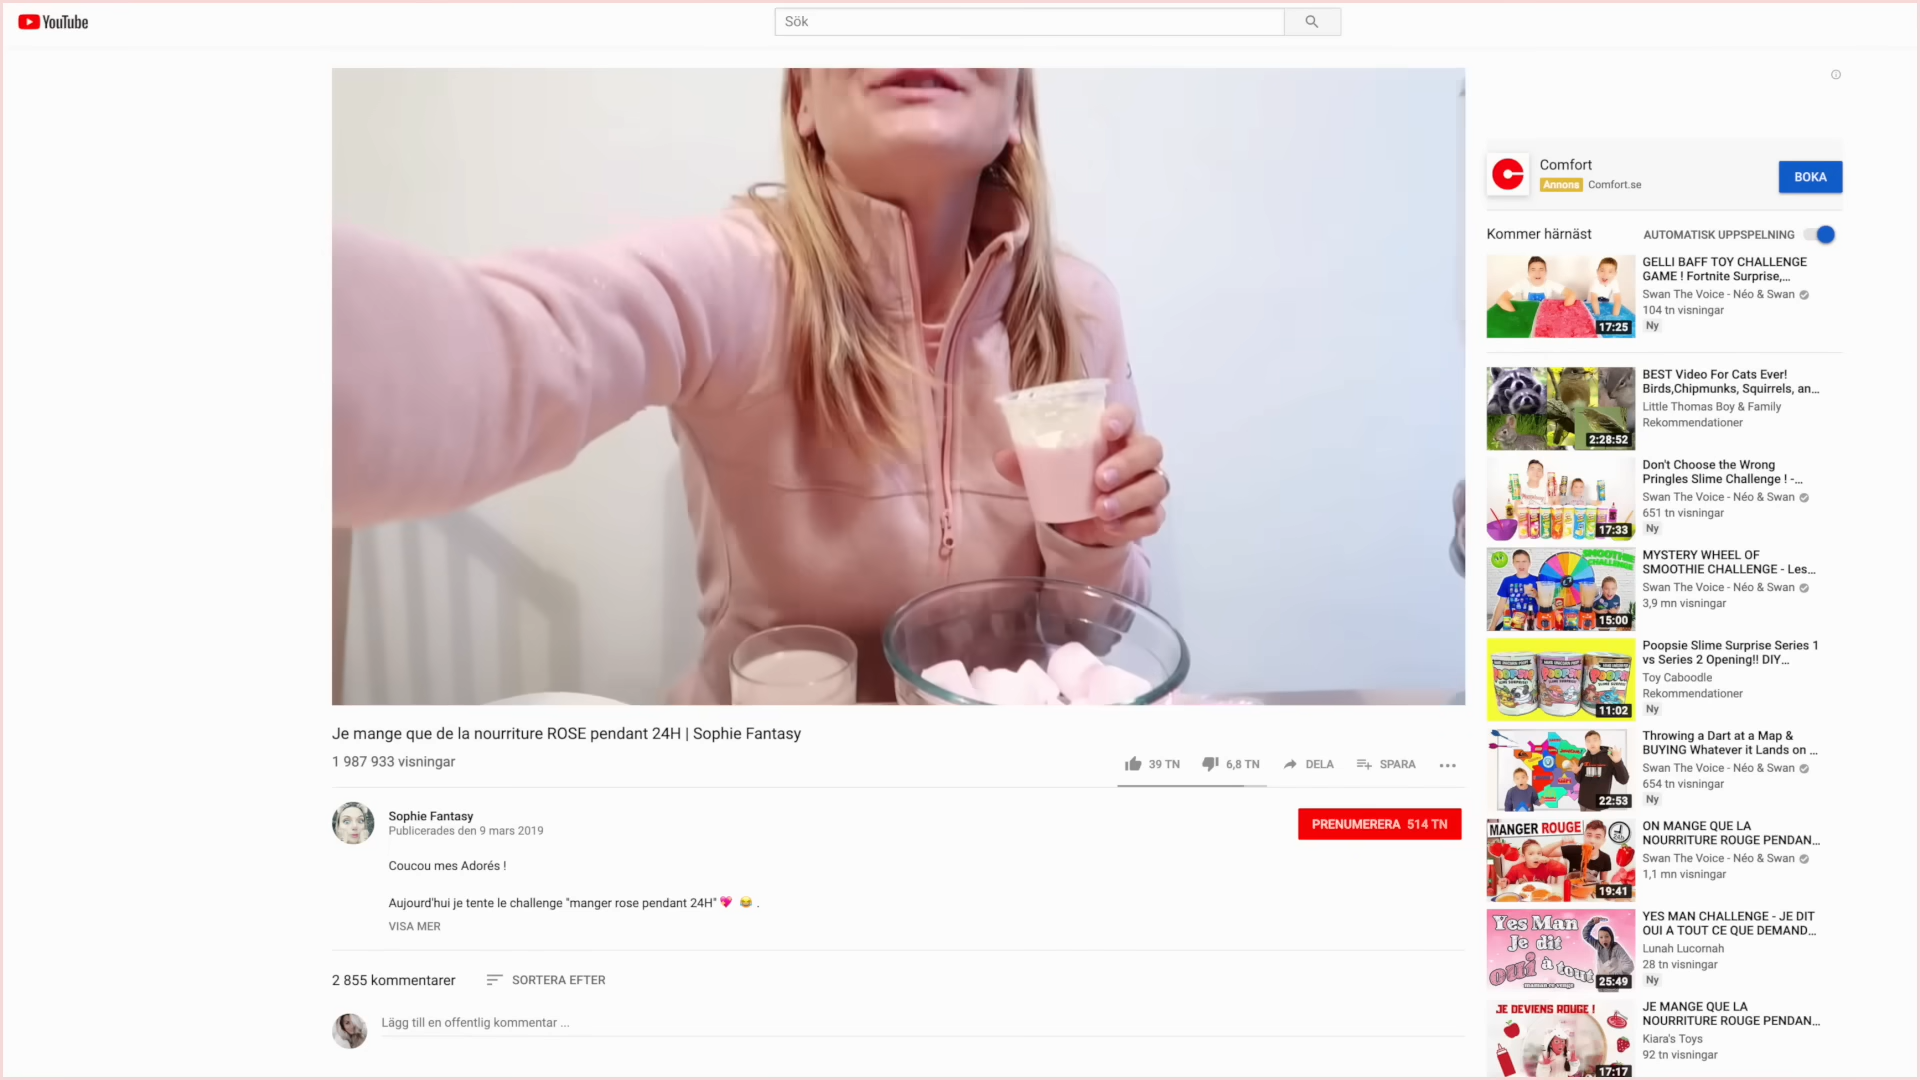 YouTube
Sök
Comfort
Annons Comfort.se
BOKA
Kommer härnäst
AUTOMATISK UPPSPELNING
GELLI BAFF TOY CHALLENGE
GAME ! Fortnite Surprise,...
Swan The Voice - Néo & Swan
104 tn visningar
Ny
17:25
BEST Video For Cats Ever!
Birds,Chipmunks, Squirrels, an...
Little Thomas Boy & Family
Rekommendationer
2:28:52
Don't Choose the Wrong
Pringles Slime Challenge ! -...
Swan The Voice - Néo & Swan
651 tn visningar
Ny
17:33
MYSTERY WHEEL OF
SMOOTHIE CHALLENGE - Les...
Swan The Voice - Néo & Swan
3,9 mn visningar
15:00
Poopsie Slime Surprise Series 1
vs Series 2 Opening!! DIY...
Toy Caboodle
Rekommendationer
Ny
11:02
Throwing a Dart at a Map &
BUYING Whatever it Lands on ...
Swan The Voice - Néo & Swan
654 tn visningar
Ny
22:53
MANGER ROUGE
24h
19:41
ON MANGE QUE LA
NOURRITURE ROUGE PENDAN...
Swan The Voice - Néo & Swan
1,1 mn visningar
Yes Man
Je dit
oui à tout
25:49
YES MAN CHALLENGE - JE DIT
OUI A TOUT CE QUE DEMAND...
Lunah Lucornah
28 tn visningar
Ny
JE DEVIENS ROUGE !
17:17
JE MANGE QUE LA
NOURRITURE ROUGE PENDAN...
Kiara's Toys
92 tn visningar
Je mange que de la nourriture ROSE pendant 24H | Sophie Fantasy
1 987 933 visningar
39 TN
6,8 TN
DELA
SPARA
Sophie Fantasy
Publicerades den 9 mars 2019
PRENUMERERA 514 TN
Coucou mes Adorés !
Aujourd'hui je tente le challenge "manger rose pendant 24H"💖 😂 .
VISA MER
2 855 kommentarer
SORTERA EFTER
Lägg till en offentlig kommentar ...